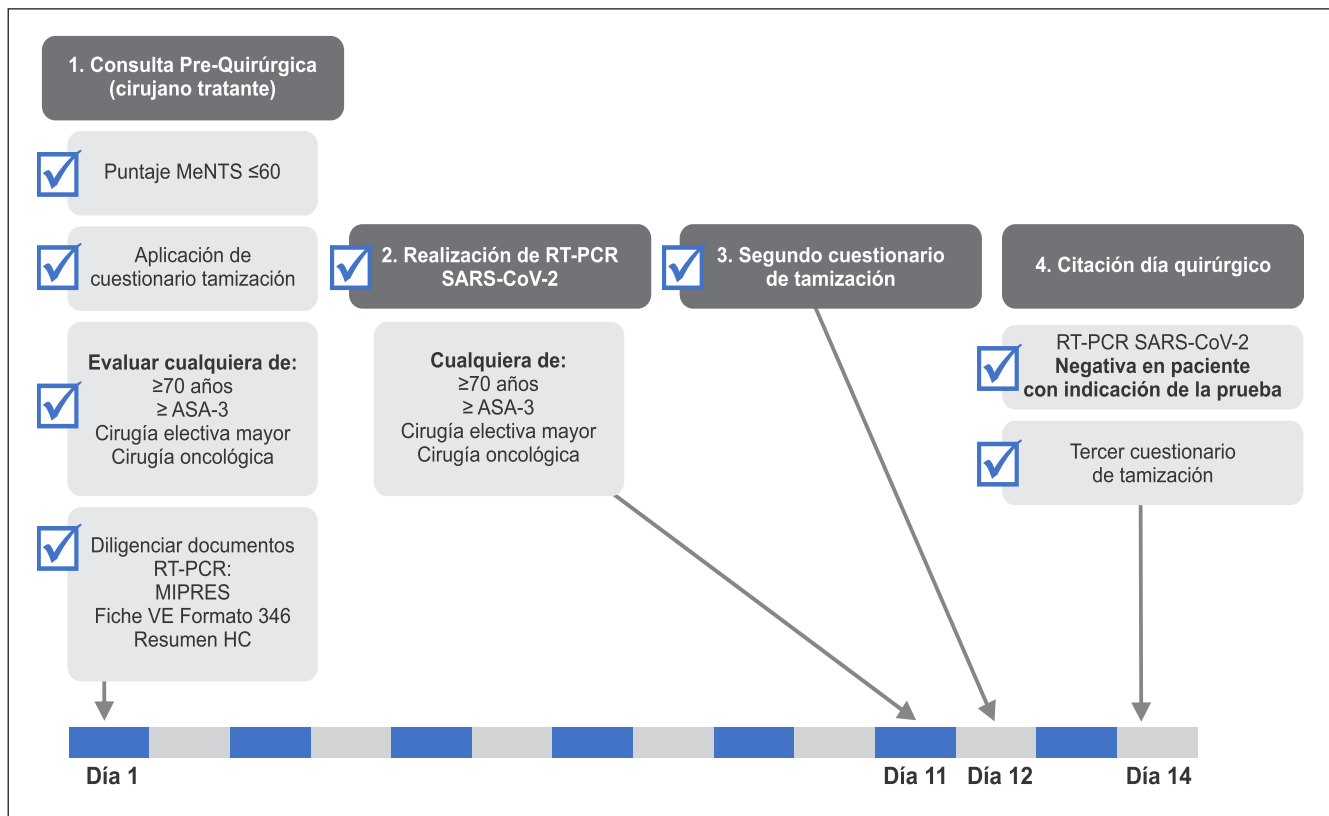 1. Consulta Pre-Quirúrgica
(cirujano tratante)
Puntaje MeNTS ≤60
Aplicación de
cuestionario tamización
Evaluar cualquiera de:
≥70 años
≥ ASA-3
Cirugía electiva mayor
Cirugía oncológica
Diligenciar documentos
RT-PCR:
MIPRES
Fiche VE Formato 346
Resumen HC
2. Realización de RT-PCR
SARS-CoV-2
Cualquiera de:
≥70 años
≥ ASA-3
Cirugía electiva mayor
Cirugía oncológica
3. Segundo cuestionario
de tamización
4. Citación día quirúrgico
RT-PCR SARS-CoV-2
Negativa en paciente
con indicación de la prueba
Tercer cuestionario
de tamización
Día 1
Día 11
Día 12
Día 14